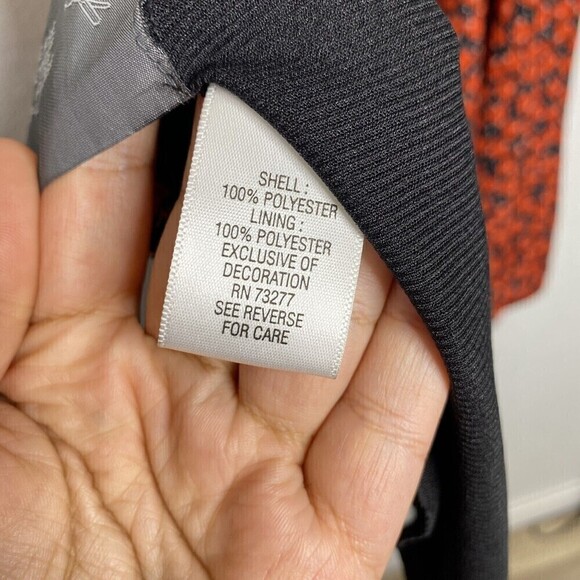 SHELL :
100% POLYESTER
LINING :
100% POLYESTER
EXCLUSIVE OF
DECORATION
RN 73277
SEE REVERSE
FOR CARE